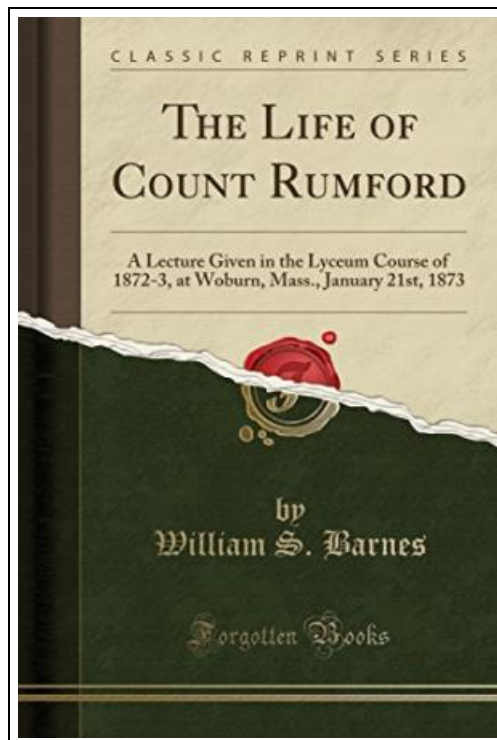 CLASSIC REPRINT SERIES
THE LIFE OF
COUNT RUMFORD
A Lecture Given in the Lyceum Course of
1872-3, at Woburn, Mass., January 21st, 1873
F
by
William S. Barnes
Forgotten Books